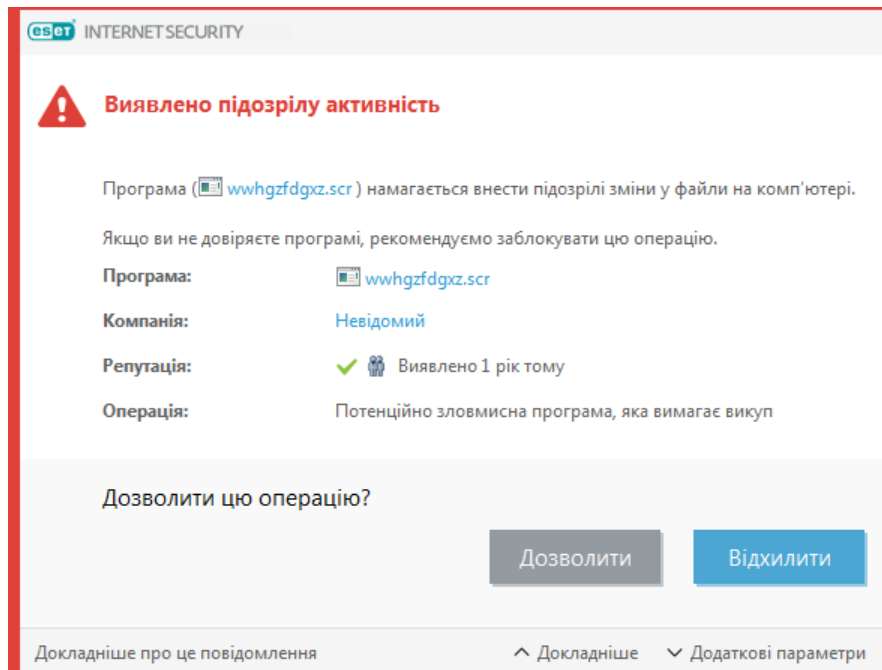 eset INTERNET SECURITY
Виявлено підозрілу активність
Програма ( wwhgzfdgxz.scr ) намагається внести підозрілі зміни у файли на комп’ютері.
Якщо ви не довіряєте програмі, рекомендуємо заблокувати цю операцію.
Програма: wwhgzfdgxz.scr
Компанія: Невідомий
Репутація: Виявлено 1 рік тому
Операція: Потенційно зловмисна програма, яка вимагає викуп
Дозволити цю операцію?
Дозволити Відхилити
Докладніше про це повідомлення Докладніше Додаткові параметри